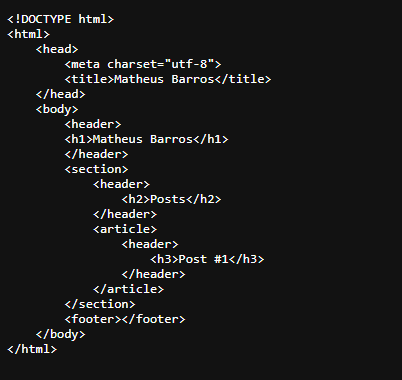 <!DOCTYPE html>
<html>
    <head>
        <meta charset="utf-8">
        <title>Matheus Barros</title>
    </head>
    <body>
        <header>
        <h1>Matheus Barros</h1>
        </header>
        <section>
            <header>
                <h2>Posts</h2>
            </header>
            <article>
                <header>
                    <h3>Post #1</h3>
                </header>
            </article>
        </section>
        <footer></footer>
    </body>
</html>